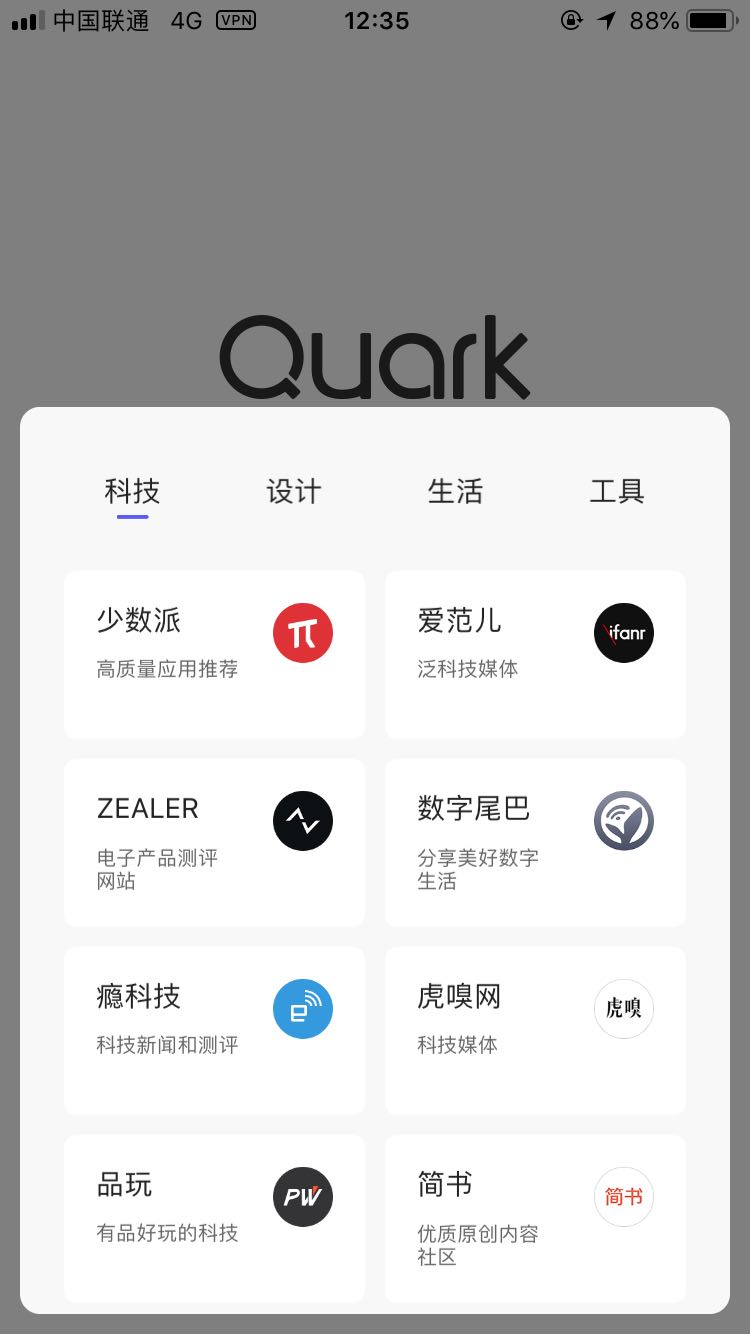 中国联通 4G VPN 12:35 88%
Quark
科技 设计 生活 工具
少数派
高质量应用推荐
爱范儿
泛科技媒体
ifanr
ZEALER
电子产品测评
网站
数字尾巴
分享美好数字
生活
瘾科技
科技新闻和测评
e
虎嗅网
科技媒体
虎嗅
品玩
有品好玩的科技
PW
简书
优质原创内容
社区
简书